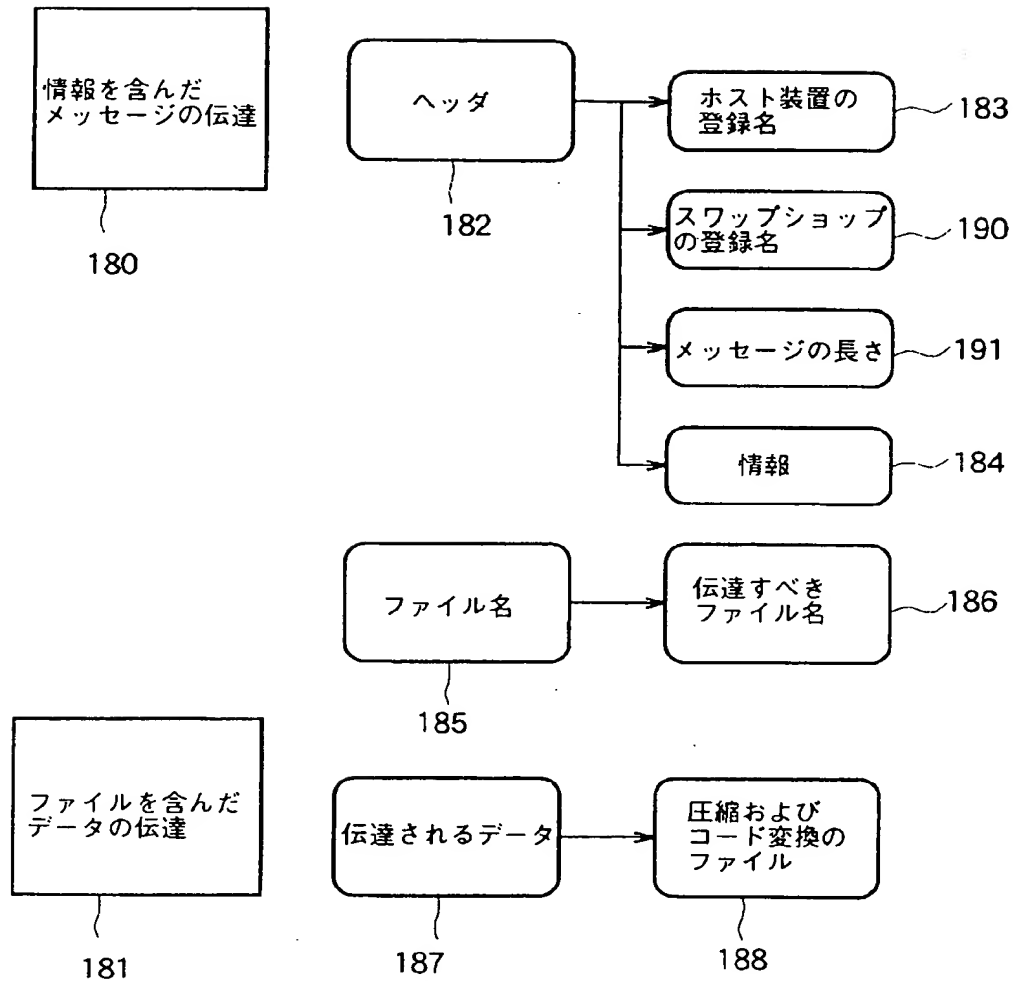 情報を含んだ
メッセージの伝達
180
ヘッダ
182
ホスト装置の
登録名
183
スワップショップ
の登録名
190
メッセージの長さ
191
情報
184
ファイル名
185
伝達すべき
ファイル名
186
ファイルを含んだ
データの伝達
181
伝達されるデータ
187
圧縮および
コード変換の
ファイル
188